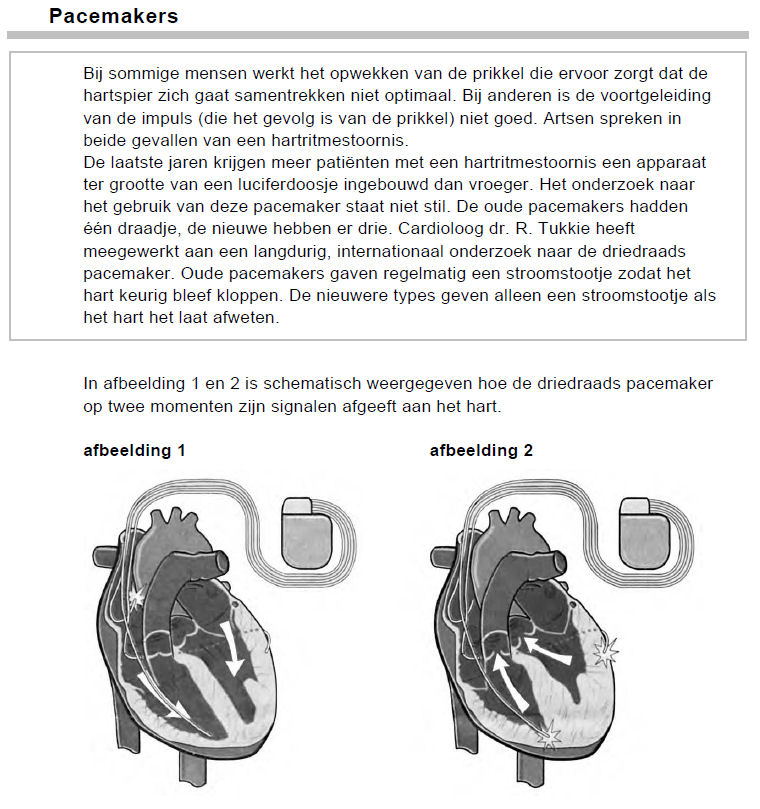 Pacemakers
Bij sommige mensen werkt het opwekken van de prikkel die ervoor zorgt dat de
hartspier zich gaat samentrekken niet optimaal. Bij anderen is de voortgeleiding
van de impuls (die het gevolg is van de prikkel) niet goed. Artsen spreken in
beide gevallen van een hartritmestoornis.
De laatste jaren krijgen meer patiënten met een hartritmestoornis een apparaat
ter grootte van een luciferdoosje ingebouwd dan vroeger. Het onderzoek naar
het gebruik van deze pacemaker staat niet stil. De oude pacemakers hadden
één draadje, de nieuwe hebben er drie. Cardioloog dr. R. Tukkie heeft
meegewerkt aan een langdurig, internationaal onderzoek naar de driedraads
pacemaker. Oude pacemakers gaven regelmatig een stroomstootje zodat het
hart keurig bleef kloppen. De nieuwere types geven alleen een stroomstootje als
het hart het laat afweten.
In afbeelding 1 en 2 is schematisch weergegeven hoe de driedraads pacemaker
op twee momenten zijn signalen afgeeft aan het hart.
afbeelding 1
afbeelding 2